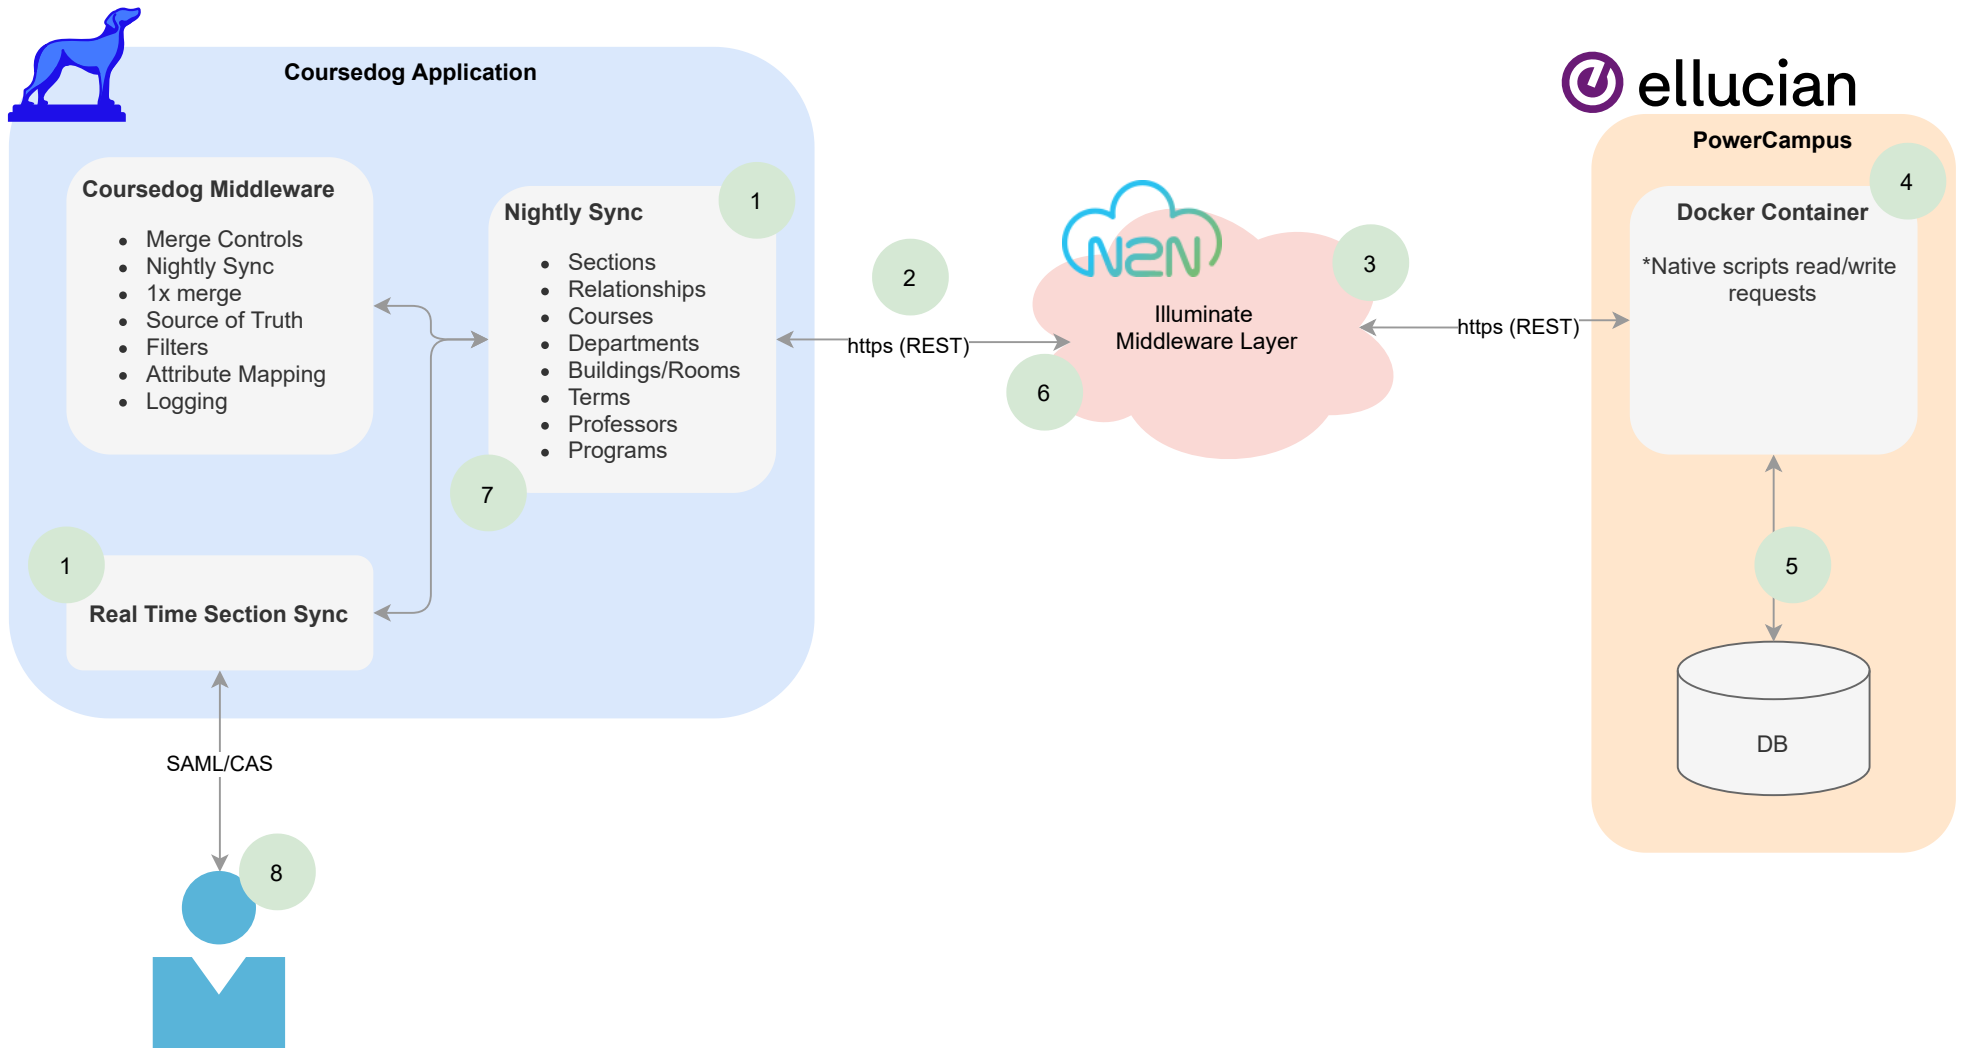 Coursedog Application
ellucian
PowerCampus
Coursedog Middleware
Merge Controls
Nightly Sync
1x merge
Source of Truth
Filters
Attribute Mapping
Logging
Nightly Sync
1
Sections
Relationships
Courses
Departments
Buildings/Rooms
Terms
Professors
Programs
7
1
Real Time Section Sync
SAML/CAS
8
2
https (REST)
N2N
Illuminate
Middleware Layer
3
6
https (REST)
4
Docker Container
*Native scripts read/write
requests
5
DB